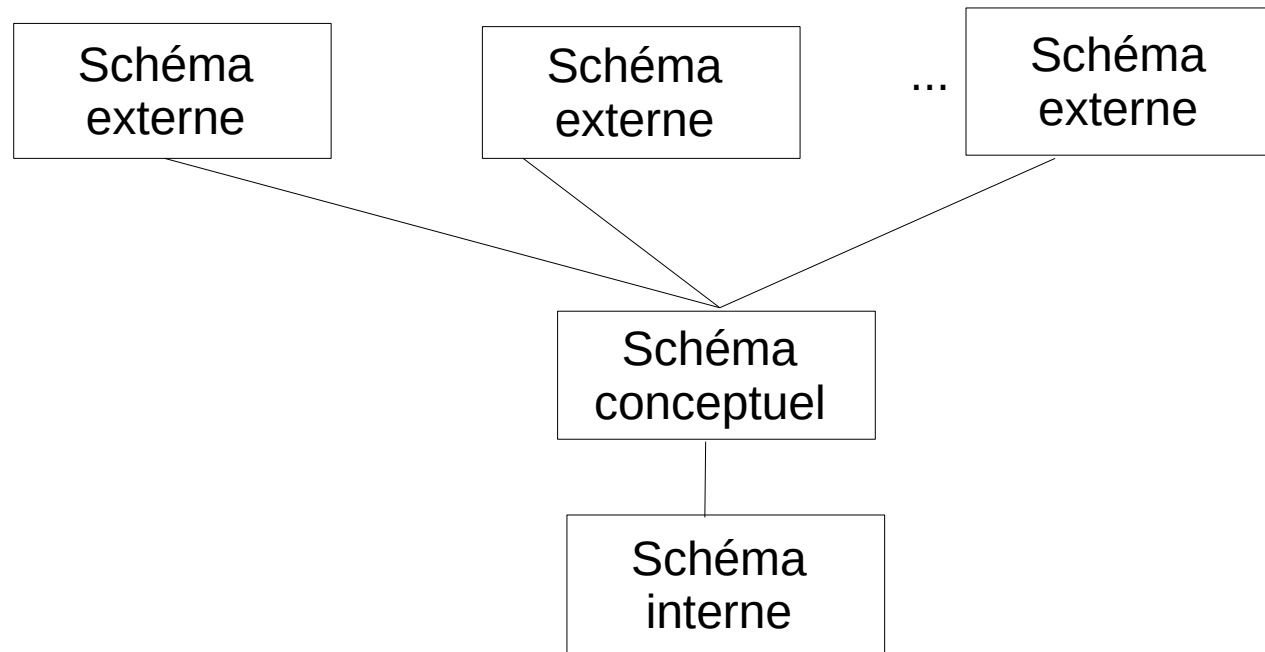 Schéma
externe
Schéma
externe
...
Schéma
externe
Schéma
conceptuel
Schéma
interne